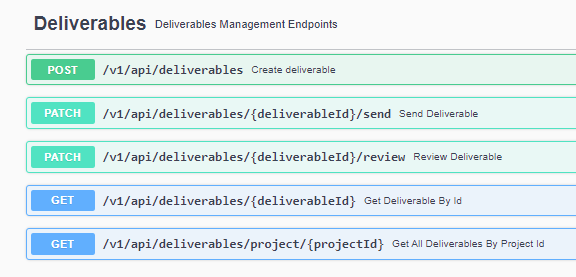 Deliverables Deliverables Management Endpoints
POST /v1/api/deliverables Create deliverable
PATCH /v1/api/deliverables/{deliverableId}/send Send Deliverable
PATCH /v1/api/deliverables/{deliverableId}/review Review Deliverable
GET /v1/api/deliverables/{deliverableId} Get Deliverable By Id
GET /v1/api/deliverables/project/{projectId} Get All Deliverables By Project Id